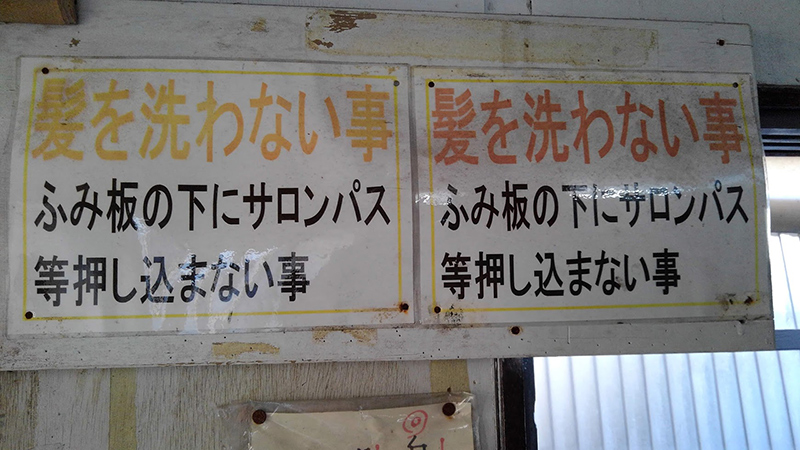 髪を洗わない事
ふみ板の下にサロンパス
等押し込まない事
髪を洗わない事
ふみ板の下にサロンパス
等押し込まない事